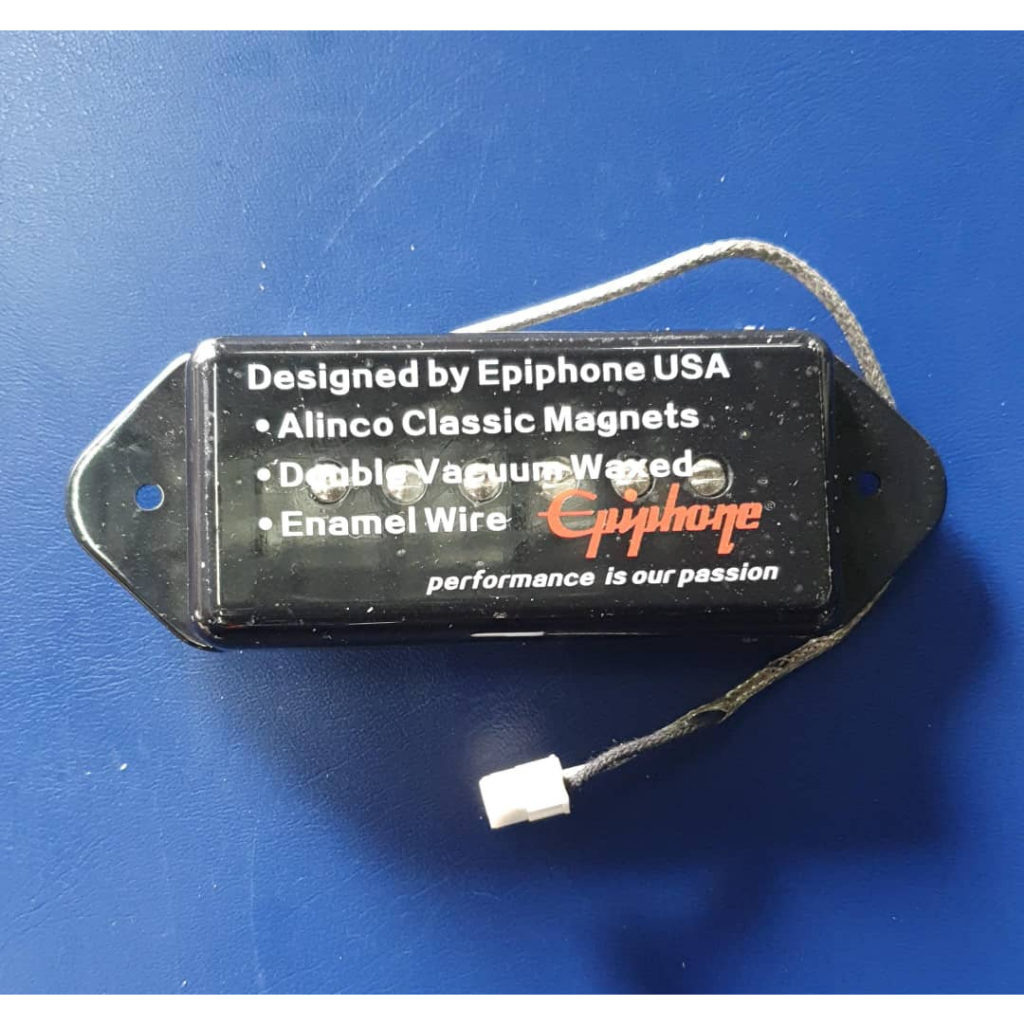 Designed by Epiphone USA
• Alinco Classic Magnets
• Double Vacuum Waxed
• Enamel Wire
Epiphone®
performance is our passion